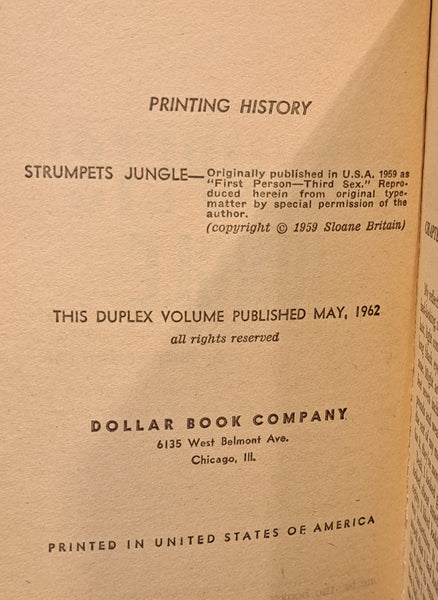 PRINTING HISTORY
STRUMPETS JUNGLE—Originally published in U.S.A. 1959 as
"First Person—Third Sex." Repro-
duced herein from original type-
matter by special permission of the
author.
(copyright © 1959 Sloane Britain)
THIS DUPLEX VOLUME PUBLISHED MAY, 1962
all rights reserved
DOLLAR BOOK COMPANY
6135 West Belmont Ave.
Chicago, Ill.
PRINTED IN UNITED STATES OF AMERICA